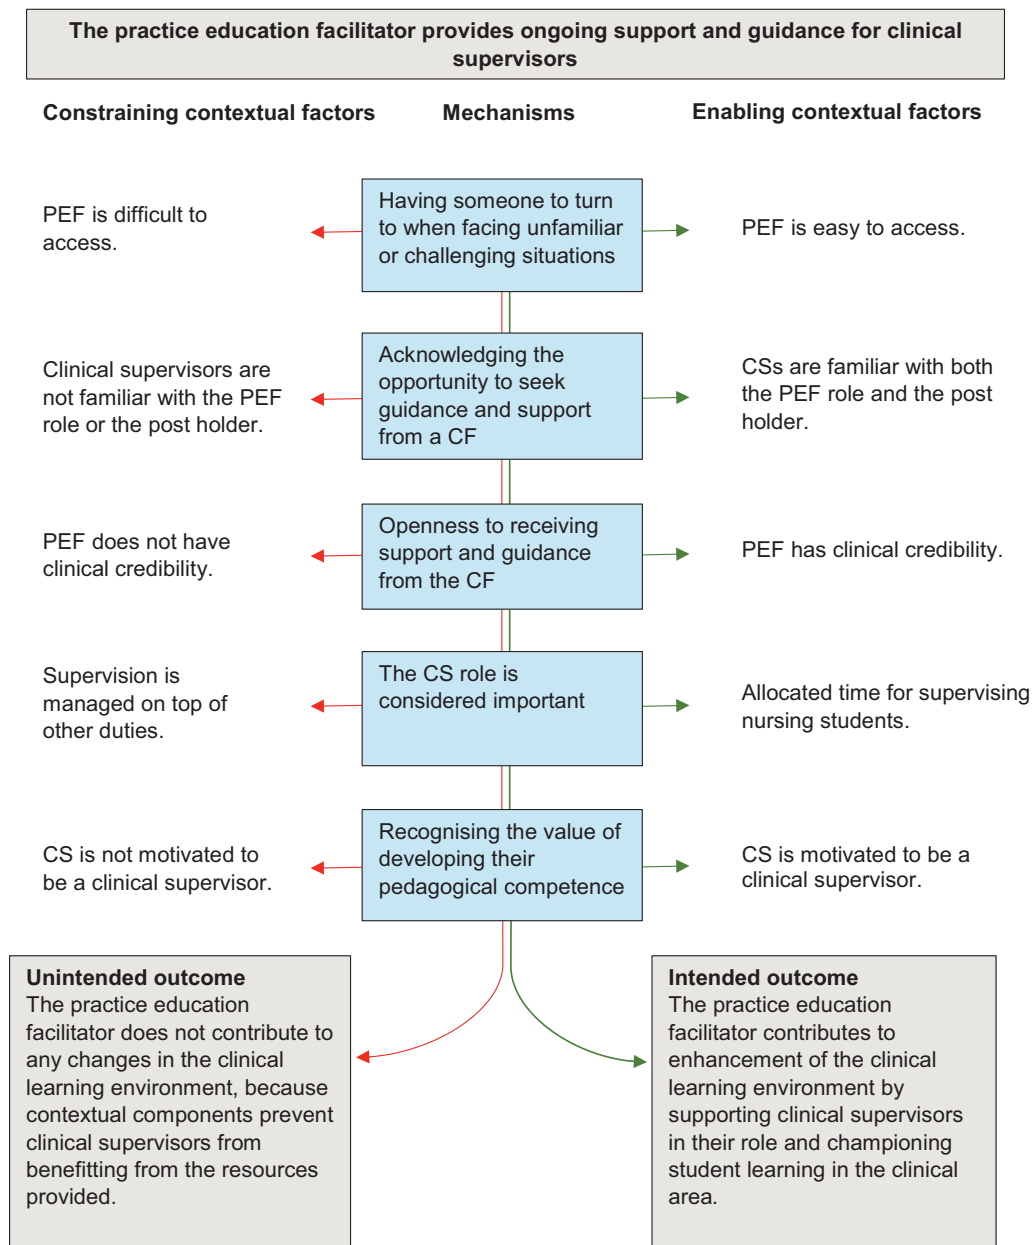 The practice education facilitator provides ongoing support and guidance for clinical
supervisors
Constraining contextual factors
Mechanisms
Enabling contextual factors
PEF is difficult to
access.
Having someone to turn
to when facing unfamiliar
or challenging situations
PEF is easy to access.
Clinical supervisors are
not familiar with the PEF
role or the post holder.
Acknowledging the
opportunity to seek
guidance and support
from a CF
CSs are familiar with both
the PEF role and the post
holder.
PEF does not have
clinical credibility.
Openness to receiving
support and guidance
from the CF
PEF has clinical credibility.
Supervision is
managed on top of
other duties.
The CS role is
considered important
Allocated time for supervising
nursing students.
CS is not motivated to
be a clinical supervisor.
Recognising the value of
developing their
pedagogical competence
CS is motivated to be a
clinical supervisor.
Unintended outcome
The practice education
facilitator does not contribute to
any changes in the clinical
learning environment, because
contextual components prevent
clinical supervisors from
benefitting from the resources
provided.
Intended outcome
The practice education
facilitator contributes to
enhancement of the clinical
learning environment by
supporting clinical supervisors
in their role and championing
student learning in the clinical
area.